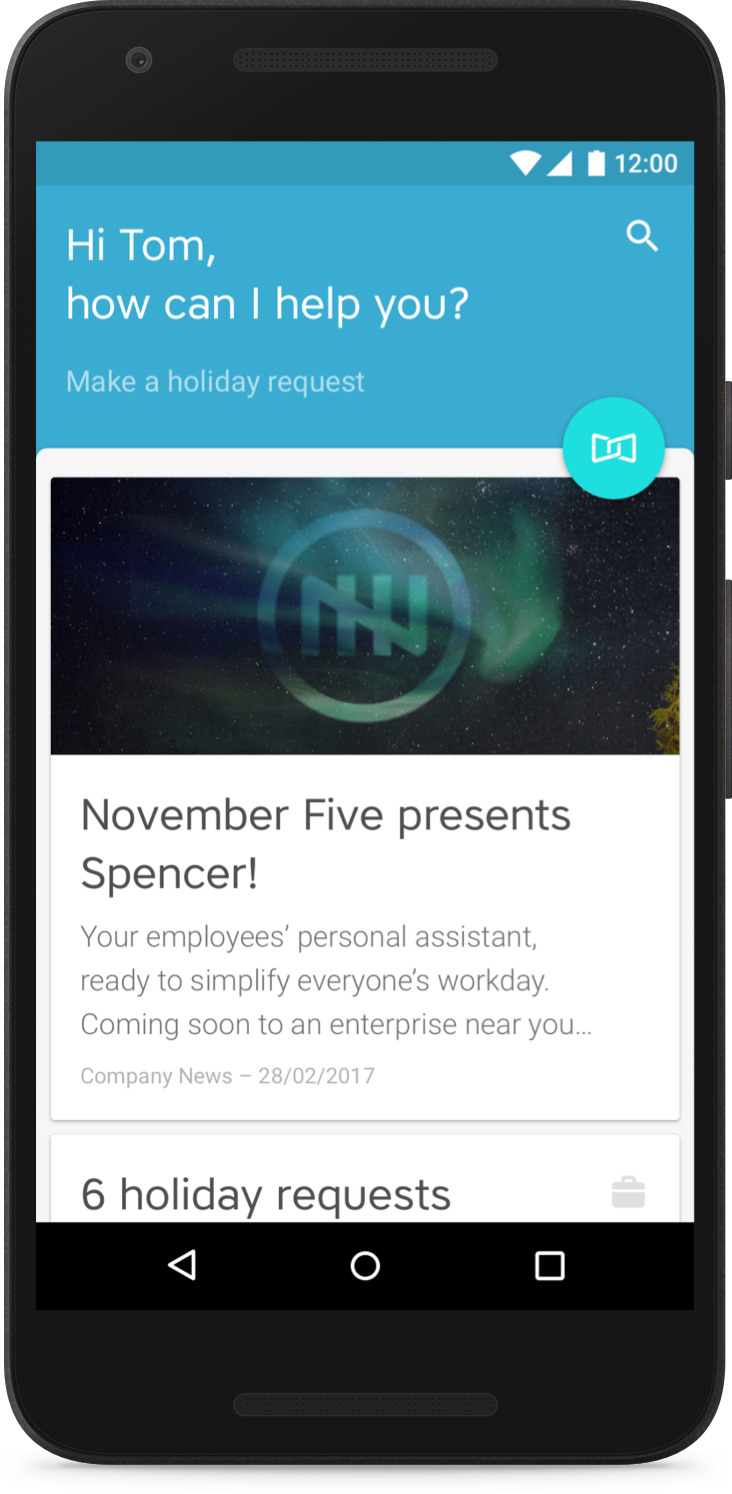 12:00
Hi Tom,
how can I help you?
Make a holiday request
November Five presents
Spencer!
Your employees’ personal assistant,
ready to simplify everyone’s workday.
Coming soon to an enterprise near you...
Company News – 28/02/2017
6 holiday requests